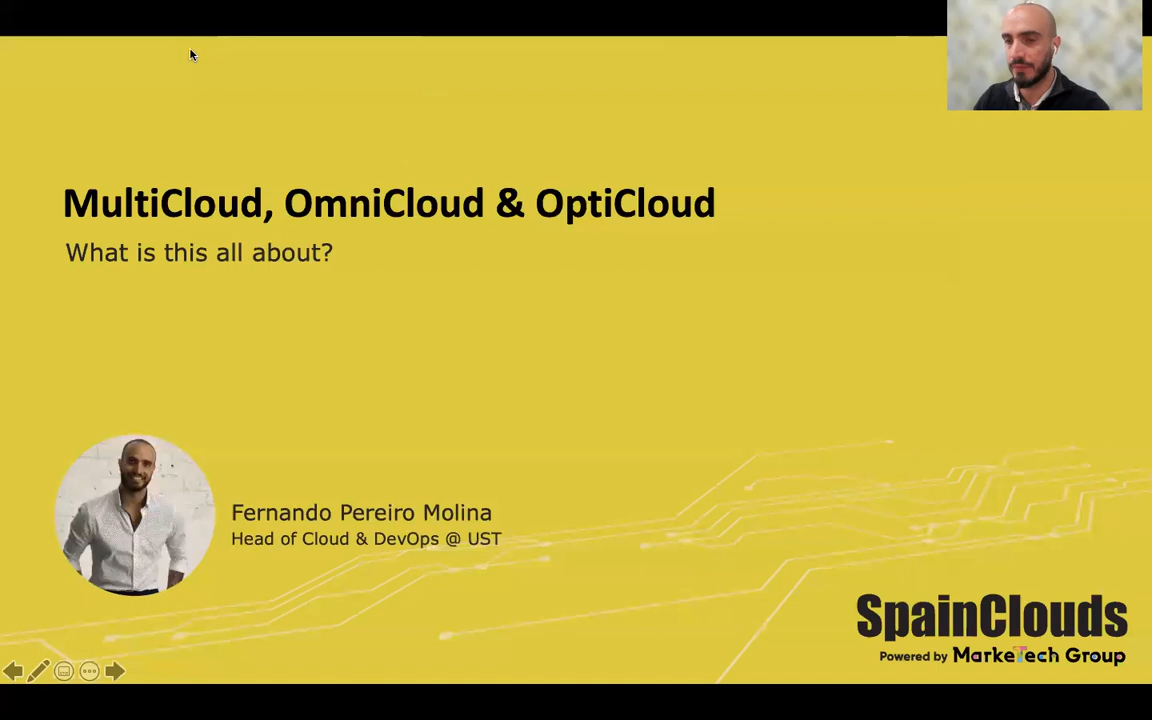 MultiCloud, OmniCloud & OptiCloud
What is this all about?
Fernando Pereiro Molina
Head of Cloud & DevOps @ UST
SpainClouds
Powered by MarkeTech Group